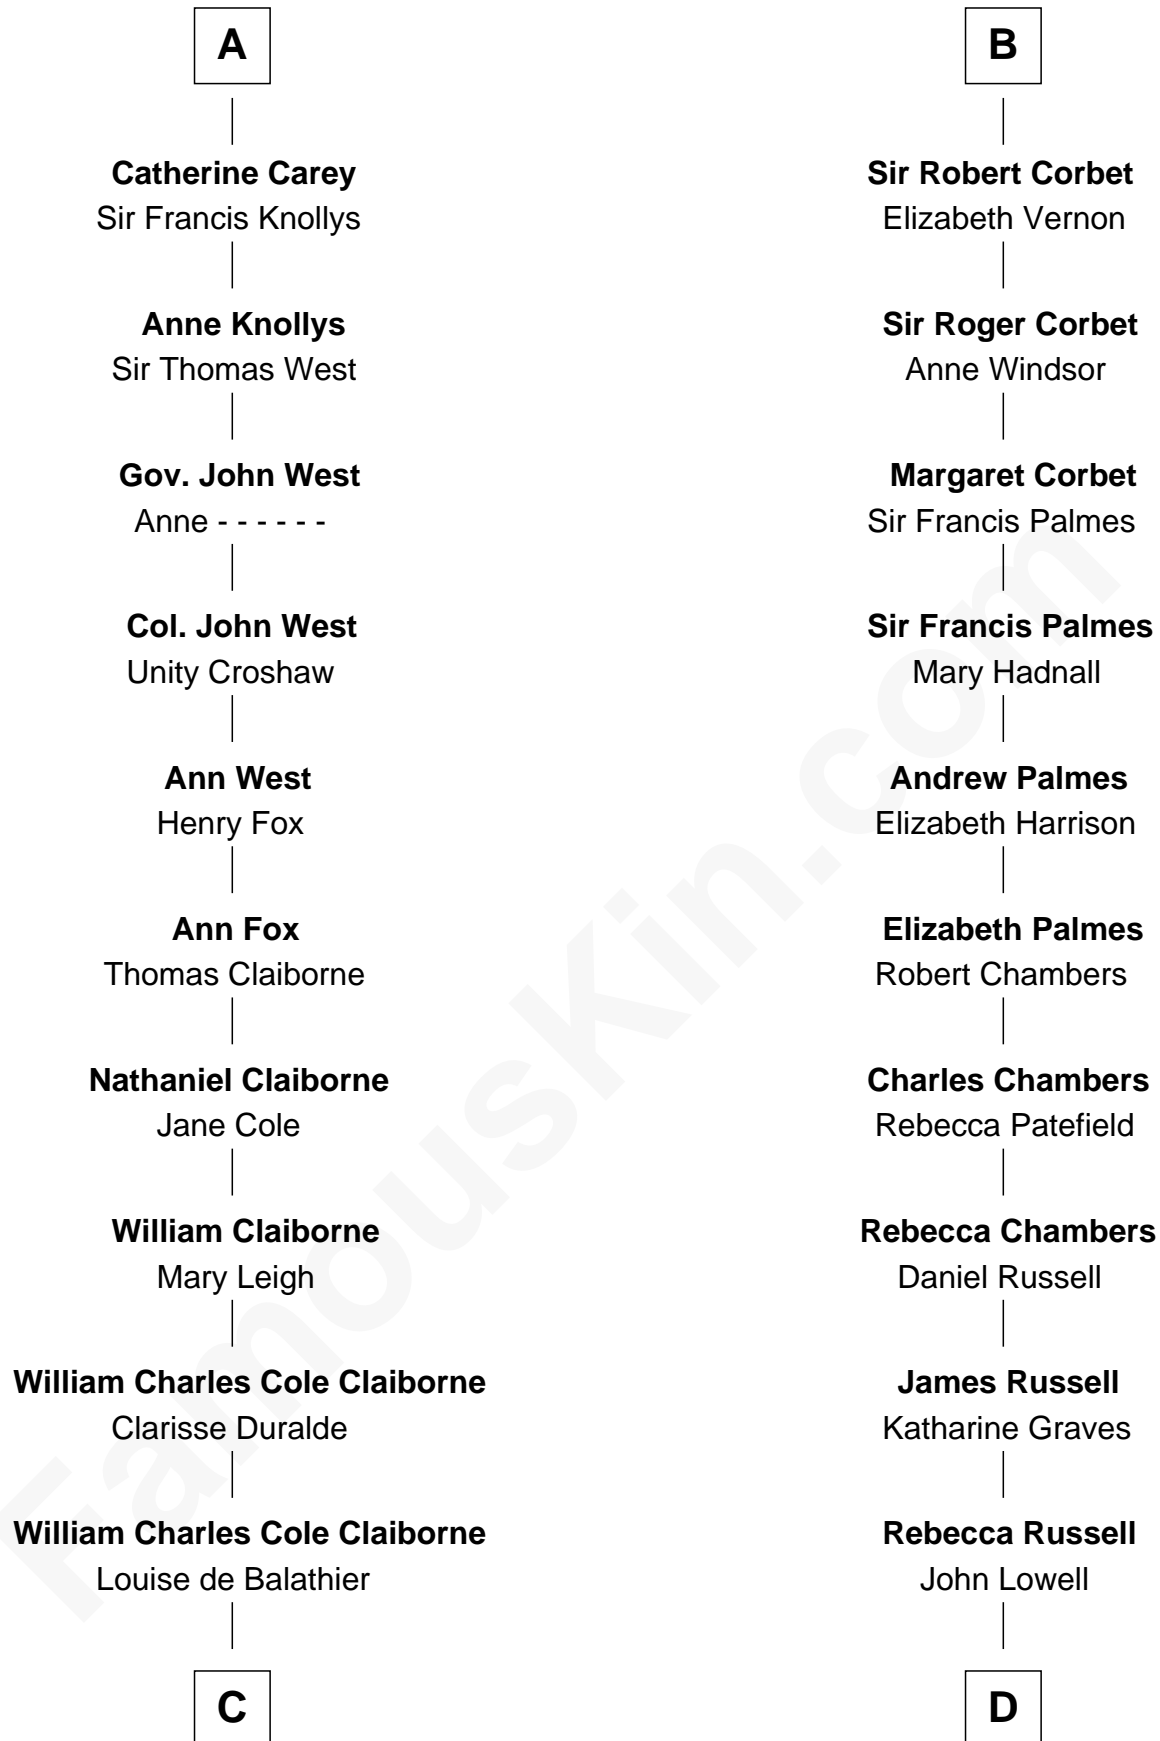 A
Catherine Carey
Sir Francis Knollys
Anne Knollys
Sir Thomas West
Gov. John West
Anne - - - - - -
Col. John West
Unity Croshaw
Ann West
Henry Fox
Ann Fox
Thomas Claiborne
Nathaniel Claiborne
Jane Cole
William Claiborne
Mary Leigh
William Charles Cole Claiborne
Clarisse Duralde
William Charles Cole Claiborne
Louise de Balathier
C
B
Sir Robert Corbet
Elizabeth Vernon
Sir Roger Corbet
Anne Windsor
Margaret Corbet
Sir Francis Palmes
Sir Francis Palmes
Mary Hadnall
Andrew Palmes
Elizabeth Harrison
Elizabeth Palmes
Robert Chambers
Charles Chambers
Rebecca Patefield
Rebecca Chambers
Daniel Russell
James Russell
Katharine Graves
Rebecca Russell
John Lowell
D
FamousKin.com